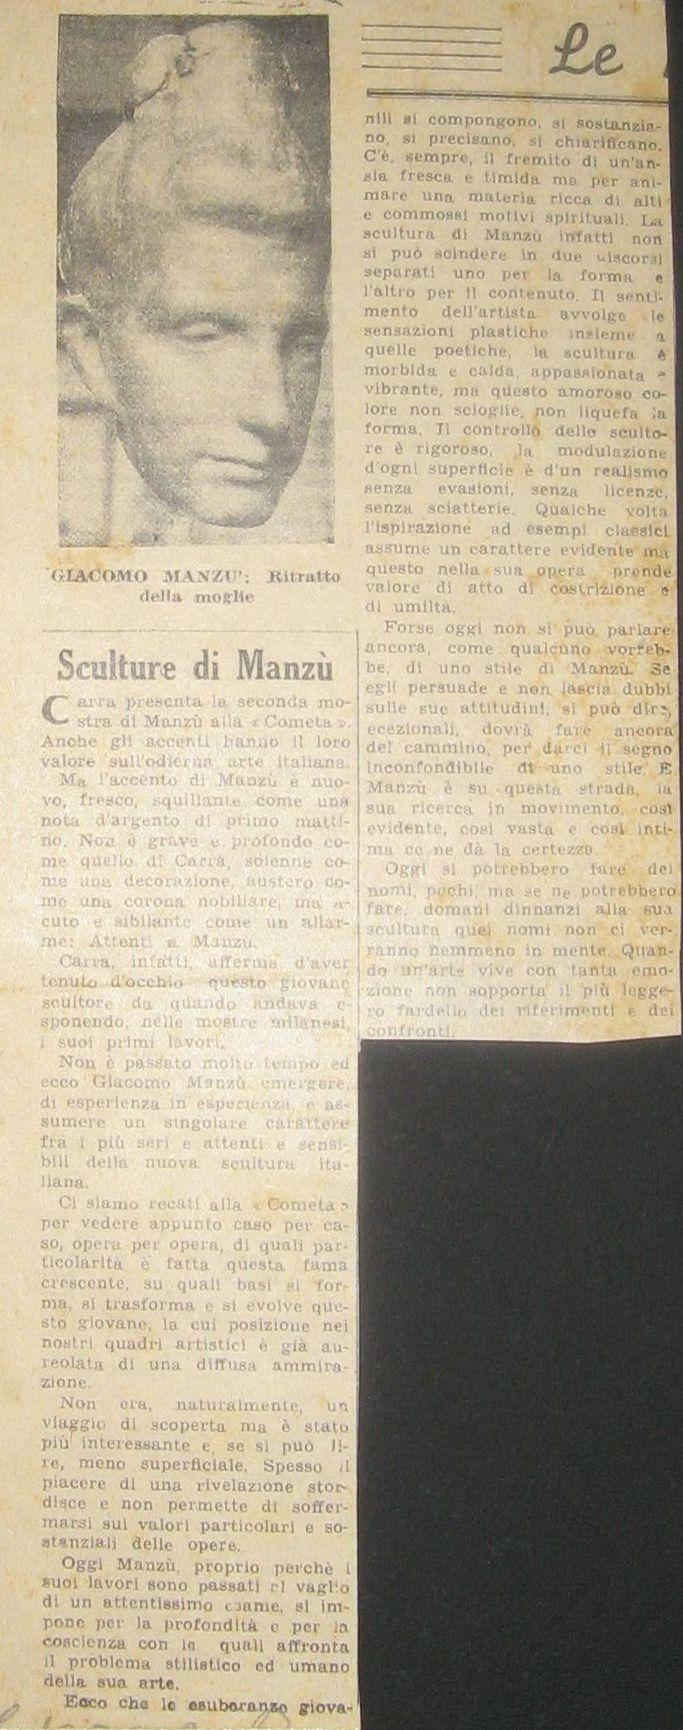 GIACOMO MANZU': Ritratto
della moglie
Sculture di Manzù
Carra presenta la seconda mo-
stra di Manzù alla « Cometa ».
Anche gli accenti hanno il loro
valore sull'odierna arte italiana.
Ma l'accento di Manzù è nuo-
vo, fresco, squillante come una
nota d'argento di primo matti-
no. Non è grave e profondo co-
me quello di Carrà, solenne co-
me una decorazione, austero co-
me una corona nobiliare, ma a-
cuto e sibilante come un allar-
me: Attenti a Manzù.
Carrà, infatti, afferma d'aver
tenuto d'occhio questo giovane
scultore da quando andava e-
sponendo, nelle mostre milanesi,
i suoi primi lavori.
Non è passato molto tempo ed
ecco Giacomo Manzù emergere,
di esperienza in esperienza, e as-
sumere un singolare carattere
fra i più seri e attenti e sensi-
bili della nuova scultura ita-
liana.
Ci siamo recati alla « Cometa »
per vedere appunto caso per ca-
so, opera per opera, di quali par-
ticolarità è fatta questa fama
crescente, su quali basi si for-
ma, si trasforma e si evolve que-
sto giovane, la cui posizione nei
nostri quadri artistici è già au-
reolata di una diffusa ammira-
zione.
Non era, naturalmente, un
viaggio di scoperta ma è stato
più interessante e, se si può di-
re, meno superficiale. Spesso il
piacere di una rivelazione stor-
disce e non permette di soffer-
marsi sui valori particolari e so-
stanziali delle opere.
Oggi Manzù, proprio perchè i
suoi lavori sono passati al vaglio
di un attentissimo esame, si im-
pone per la profondità e per la
coscienza con le quali affronta
il problema stilistico ed umano
della sua arte.
Ecco che le esuberanze giova-
Le
nili si compongono, si sostanzia-
no, si precisano, si chiarificano.
C'è, sempre, il fremito di un'an-
sia fresca e timida ma per ani-
mare una materia ricca di alti
e commossi motivi spirituali. La
scultura di Manzù infatti non
si può scindere in due discorsi
separati uno per la forma e
l'altro per il contenuto. Il senti-
mento dell'artista avvolge le
sensazioni plastiche insieme a
quelle poetiche, la scultura è
morbida e calda, appassionata e
vibrante, ma questo amoroso co-
lore non scioglie, non liquefa la
forma. Il controllo dello sculto-
re è rigoroso, la modulazione
d'ogni superficie è d'un realismo
senza evasioni, senza licenze,
senza sciatterie. Qualche volta
l'ispirazione ad esempi classici
assume un carattere evidente ma
questo nella sua opera prende
valore di atto di costrizione e
di umiltà.
Forse oggi non si può parlare
ancora, come qualcuno vorreb-
be, di uno stile di Manzù. Se
egli persuade e non lascia dubbi
sulle sue attitudini, si può dire,
ecezionali, dovrà fare ancora
del cammino, per darci il segno
inconfondibile di uno stile. E
Manzù è su questa strada, la
sua ricerca in movimento, così
evidente, così vasta e così inti-
ma ce ne dà la certezza.
Oggi si potrebbero fare dei
nomi, pochi, ma se ne potrebbero
fare, domani dinnanzi alla sua
scultura quei nomi non ci ver-
ranno nemmeno in mente. Quan-
do un'arte vive con tanta emo-
zione non sopporta il più legge-
ro fardello dei riferimenti e dei
confronti.